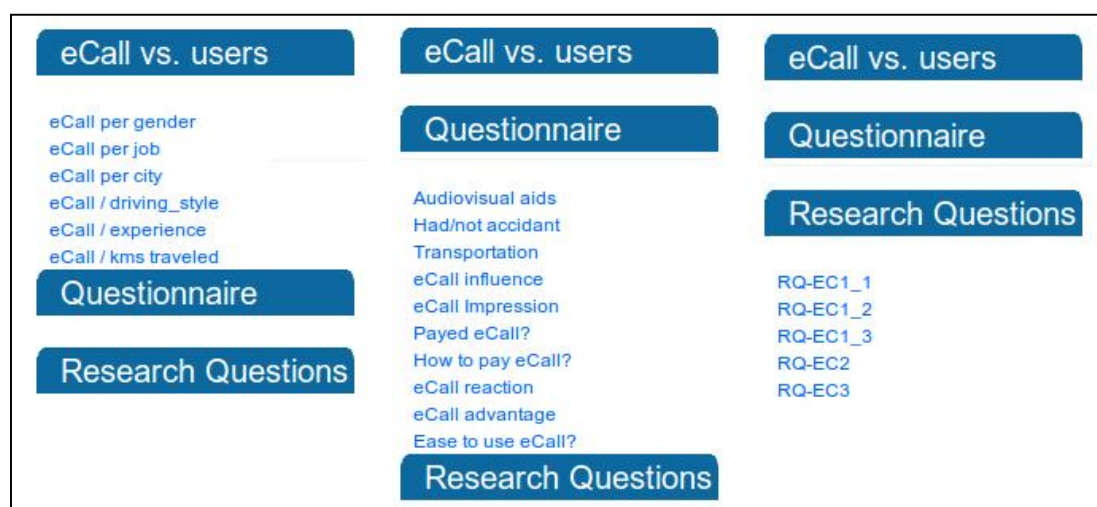 eCall vs. users
eCall per gender
eCall per job
eCall per city
eCall / driving_style
eCall / experience
eCall / kms traveled
Questionnaire
Research Questions
eCall vs. users
Questionnaire
Audiovisual aids
Had/not accidant
Transportation
eCall influence
eCall Impression
Payed eCall?
How to pay eCall?
eCall reaction
eCall advantage
Ease to use eCall?
Research Questions
eCall vs. users
Questionnaire
Research Questions
RQ-EC1_1
RQ-EC1_2
RQ-EC1_3
RQ-EC2
RQ-EC3